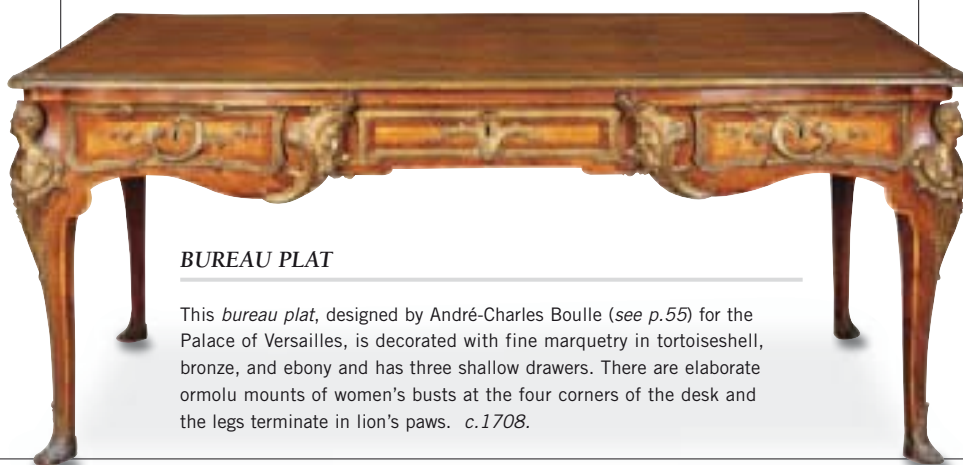 BUREAU PLAT
This bureau plat, designed by André-Charles Boulle (see p.55) for the
Palace of Versailles, is decorated with fine marquetry in tortoiseshell,
bronze, and ebony and has three shallow drawers. There are elaborate
ormolu mounts of women’s busts at the four corners of the desk and
the legs terminate in lion’s paws. c.1708.